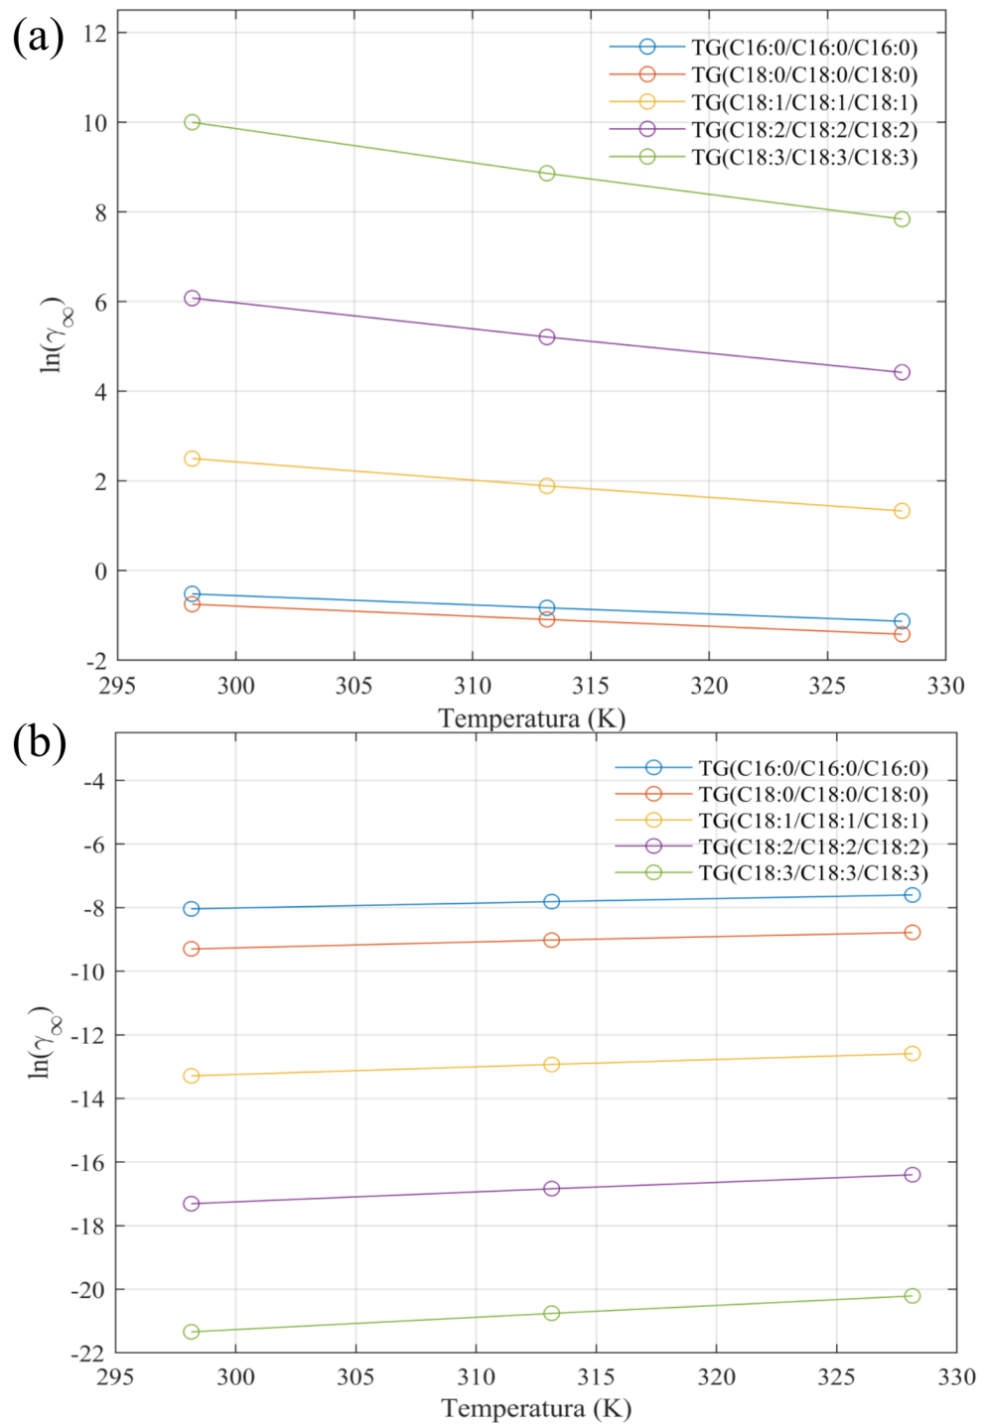 (a)
12
10
8
6
4
2
0
-2
ln(γ∞)
TG(C16:0/C16:0/C16:0)
TG(C18:0/C18:0/C18:0)
TG(C18:1/C18:1/C18:1)
TG(C18:2/C18:2/C18:2)
TG(C18:3/C18:3/C18:3)
295 300 305 310 315 320 325 330
Temperatura (K)
(b)
-4
-6
-8
-10
-12
-14
-16
-18
-20
-22
ln(γ∞)
TG(C16:0/C16:0/C16:0)
TG(C18:0/C18:0/C18:0)
TG(C18:1/C18:1/C18:1)
TG(C18:2/C18:2/C18:2)
TG(C18:3/C18:3/C18:3)
295 300 305 310 315 320 325 330
Temperatura (K)